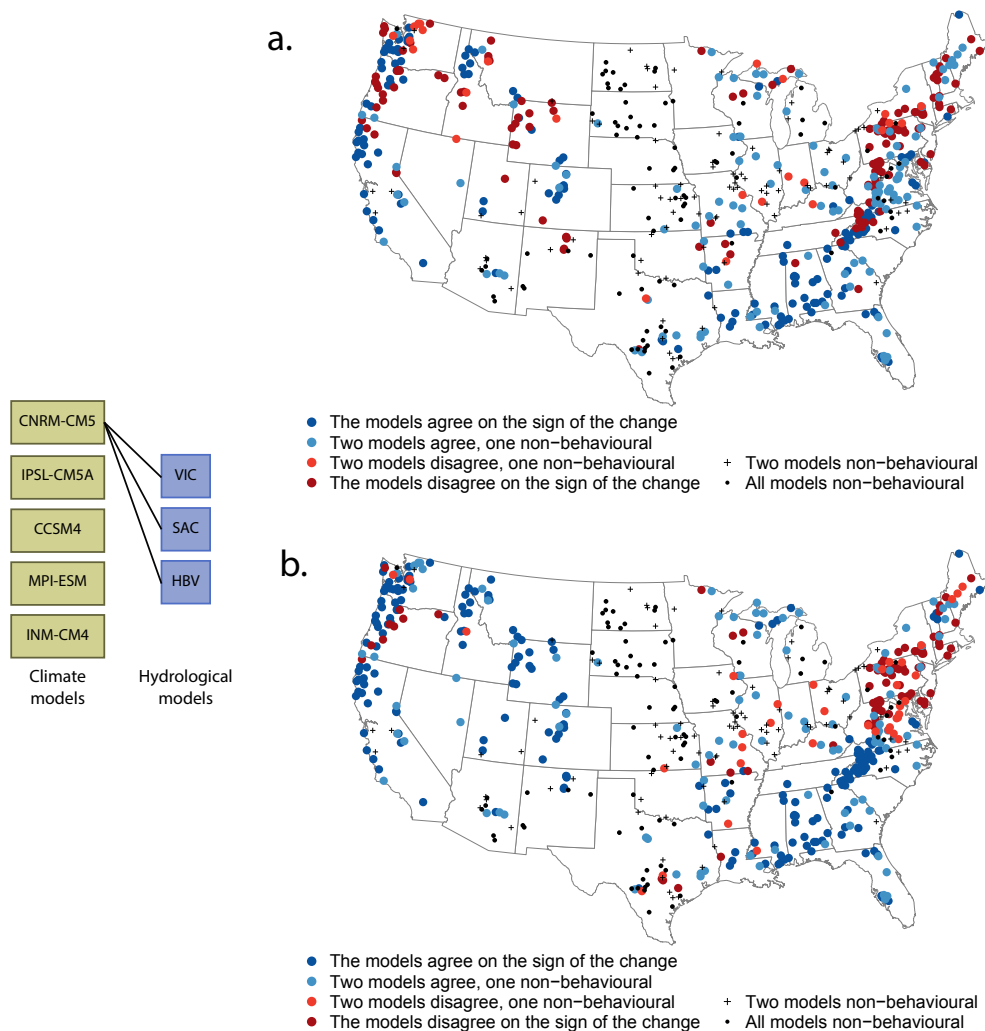 a.
The models agree on the sign of the change
Two models agree, one non−behavioural
Two models disagree, one non−behavioural
The models disagree on the sign of the change
Two models non−behavioural
All models non−behavioural
CNRM-CM5
IPSL-CM5A
CCSM4
MPI-ESM
INM-CM4
Climate
models
VIC
SAC
HBV
Hydrological
models
b.
The models agree on the sign of the change
Two models agree, one non−behavioural
Two models disagree, one non−behavioural
The models disagree on the sign of the change
Two models non−behavioural
All models non−behavioural